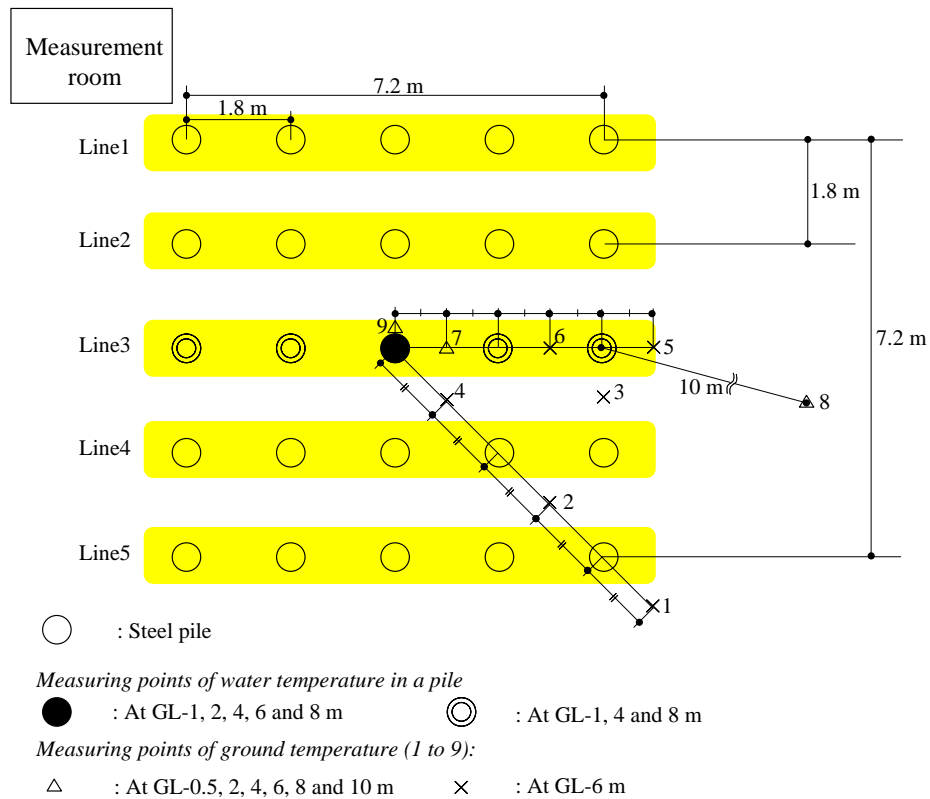 Measurement
room
7.2 m
1.8 m
Line1
1.8 m
Line2
9
7
6
5
Line3
7.2 m
10 m
4
3
8
Line4
2
Line5
1
: Steel pile
Measuring points of water temperature in a pile
: At GL-1, 2, 4, 6 and 8 m
: At GL-1, 4 and 8 m
Measuring points of ground temperature (1 to 9):
: At GL-0.5, 2, 4, 6, 8 and 10 m
: At GL-6 m